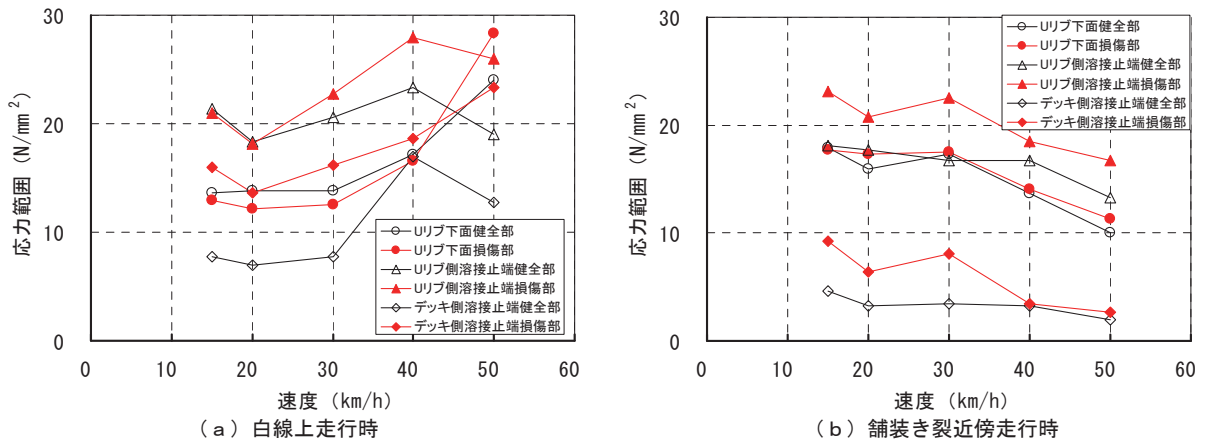 30
20
10
0
応力範囲 (N/mm²)
Uリブ下面健全部
Uリブ下面損傷部
Uリブ側溶接止端健全部
Uリブ側溶接止端損傷部
デッキ側溶接止端健全部
デッキ側溶接止端損傷部
0 10 20 30 40 50 60
速度 (km/h)
(a) 白線上走行時
30
20
10
0
応力範囲 (N/mm²)
Uリブ下面健全部
Uリブ下面損傷部
Uリブ側溶接止端健全部
Uリブ側溶接止端損傷部
デッキ側溶接止端健全部
デッキ側溶接止端損傷部
0 10 20 30 40 50 60
速度 (km/h)
(b) 舗装き裂近傍走行時